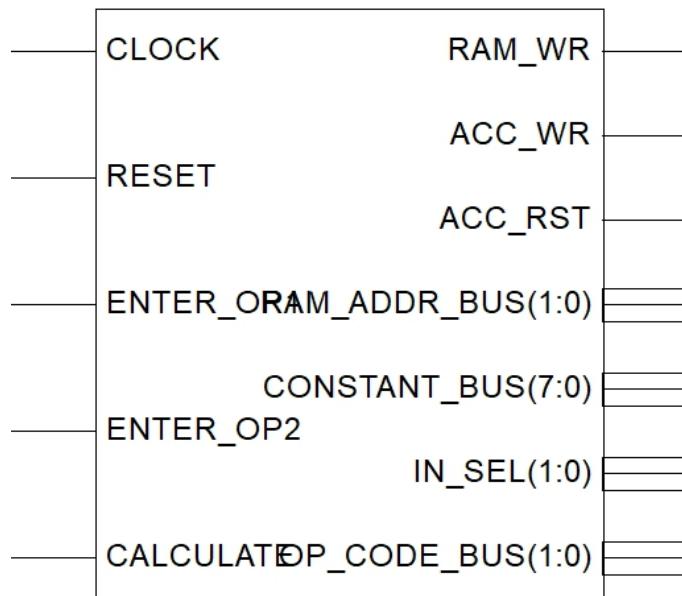 CLOCK
RAM_WR
ACC_WR
RESET
ACC_RST
ENTER_OP1
RAM_ADDR_BUS(1:0)
CONSTANT_BUS(7:0)
ENTER_OP2
IN_SEL(1:0)
CALCULATE
OP_CODE_BUS(1:0)